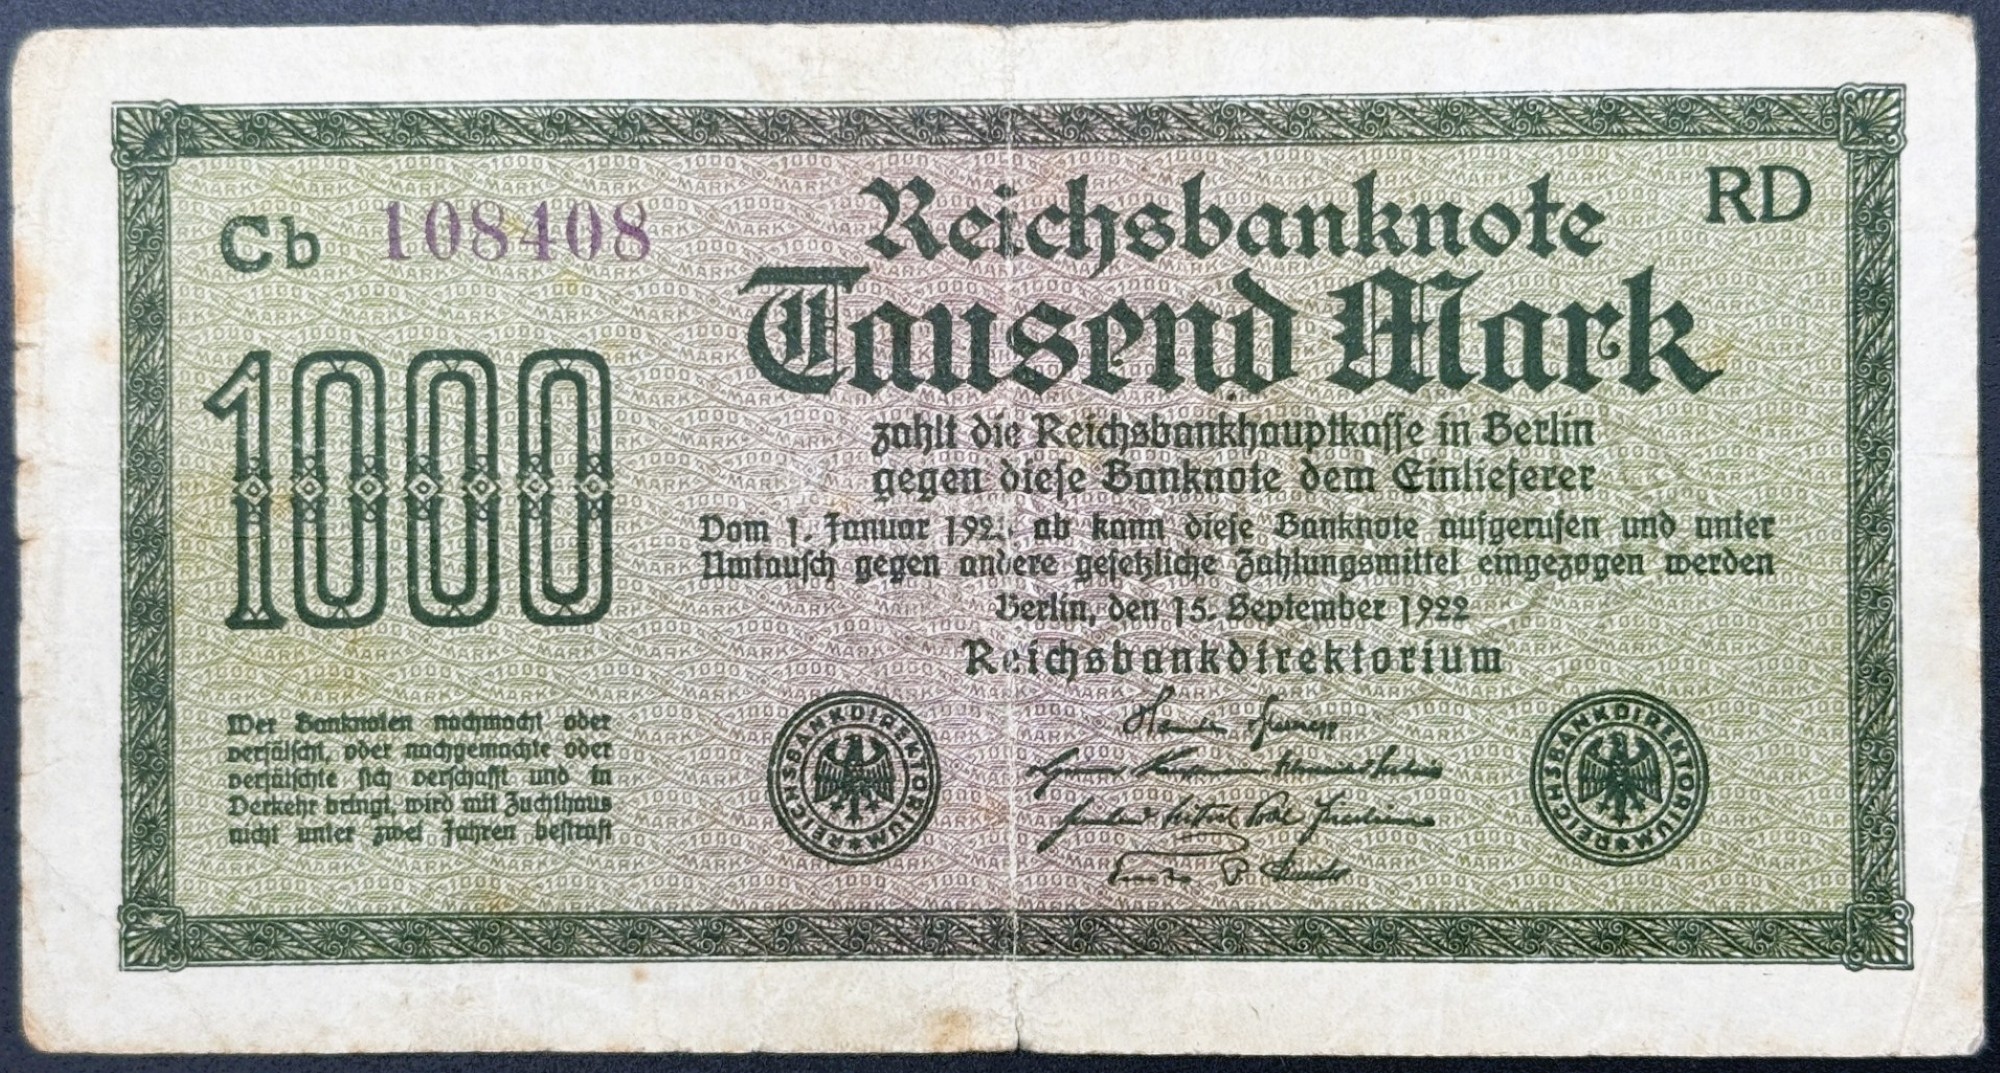 Cb 108408
Reichsbanknote
RD
Tausend Mark
1000
zahlt die Reichsbankhauptkasse in Berlin
gegen diese Banknote dem Einlieferer
Vom 1. Januar ab kann diese Banknote aufgerufen und unter
Umtausch gegen andere gesetzliche Zahlungsmittel eingezogen werden
Berlin, den 15. September 1922
Reichsbankdirektorium
Wer Banknoten nachmacht oder
verfälscht, oder nachgemachte oder
verfälschte sich verschafft und in
Verkehr bringt, wird mit Zuchthaus
nicht unter zwei Jahren bestraft
REICHSBANKDIREKTORIUM
REICHSBANKDIREKTORIUM